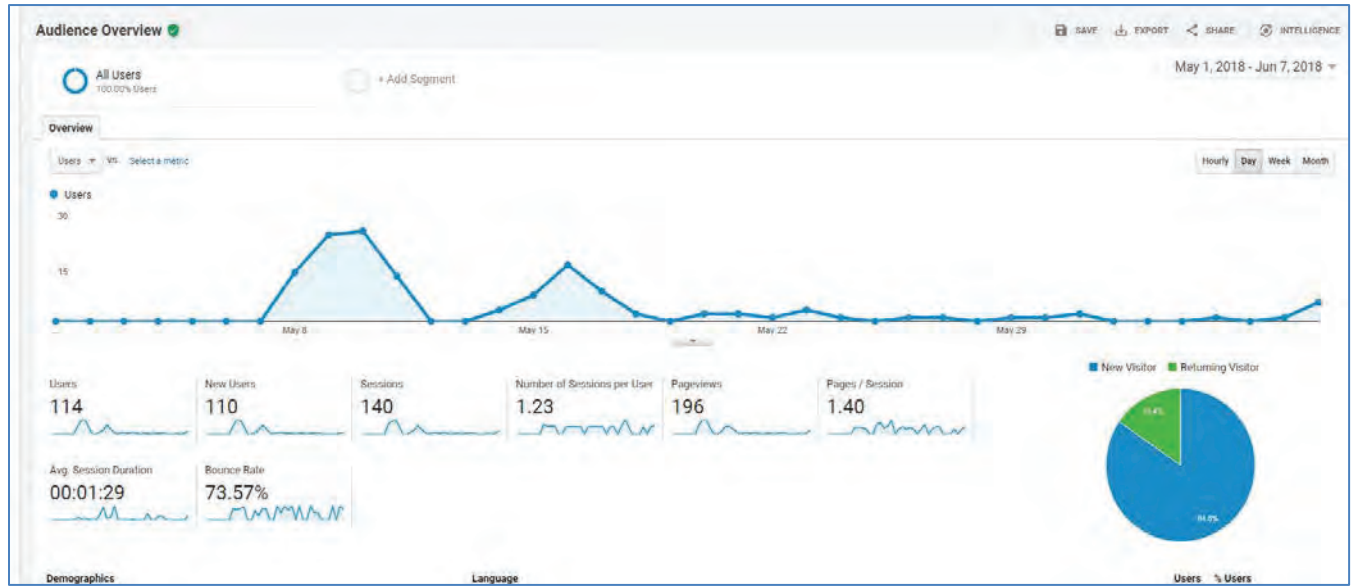 Audience Overview
SAVE EXPORT SHARE INTELLIGENCE
All Users
100.00% Users
+ Add Segment
May 1, 2018 - Jun 7, 2018
Overview
Users VS. Select a metric
Hourly Day Week Month
Users
30
15
May 8 May 15 May 22 May 29
New Visitor Returning Visitor
Users New Users Sessions Number of Sessions per User Pageviews Pages / Session
114 110 140 1.23 196 1.40
Avg. Session Duration Bounce Rate
00:01:29 73.57%
Demographics Language Users % Users